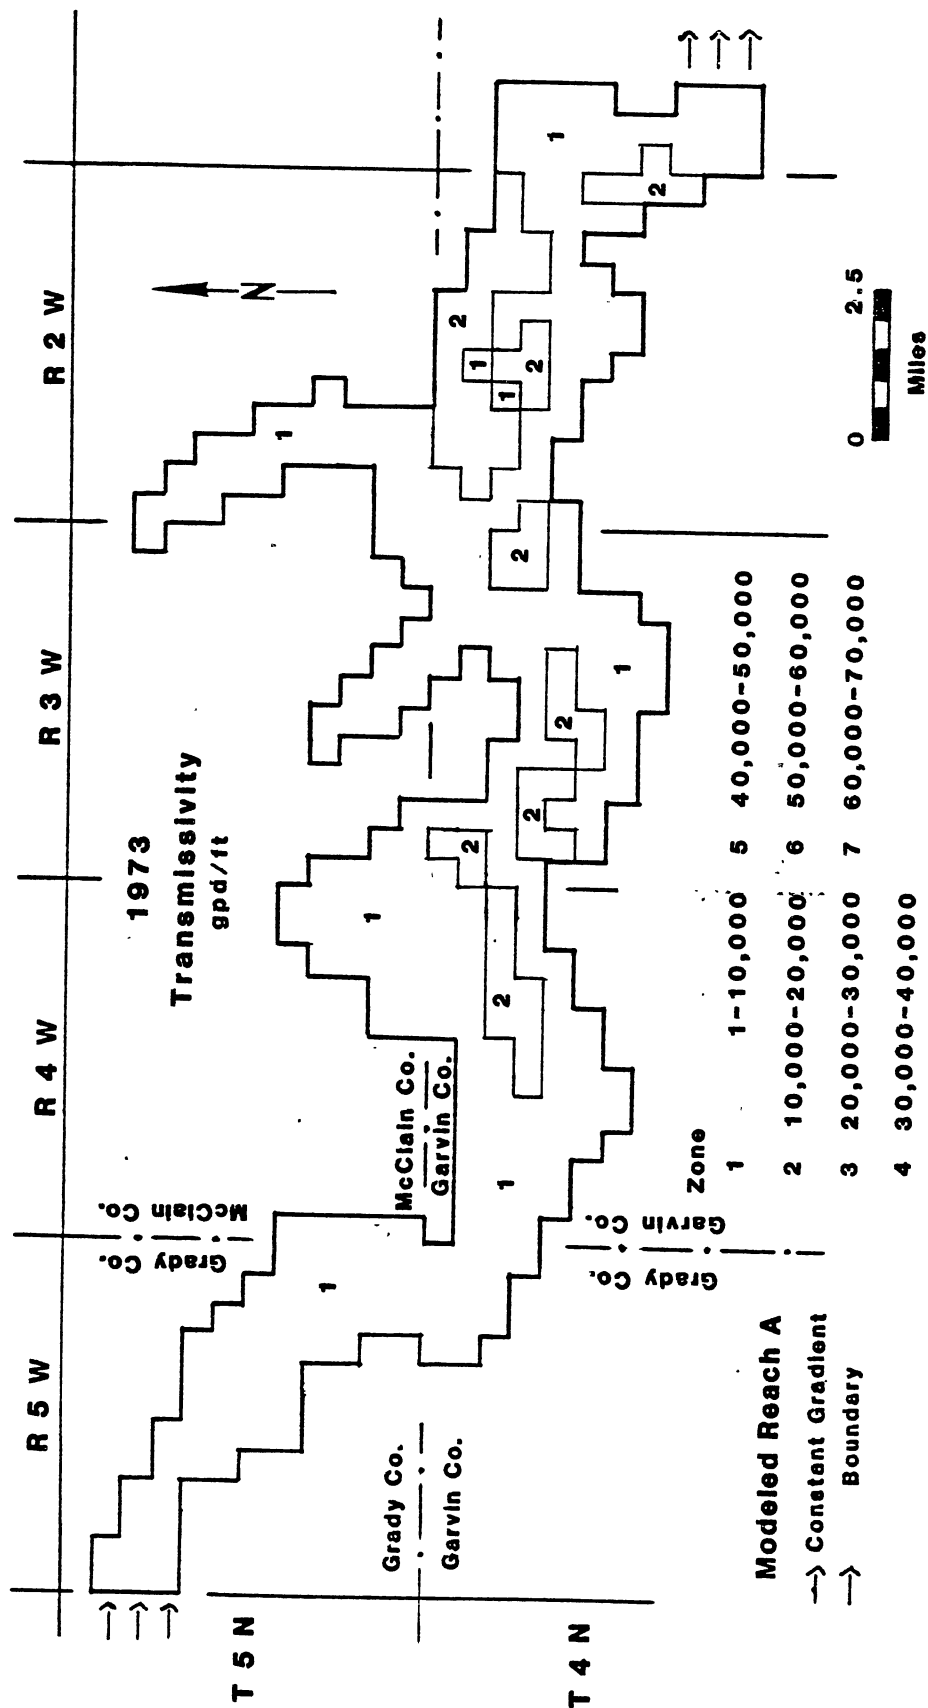 R 5 W
R 4 W
R 3 W
R 2 W
1973
Transmissivity
gpd/ft
N
T 5 N
T 4 N
Grady Co.
McClain Co.
McClain Co.
Garvin Co.
Grady Co.
Garvin Co.
Grady Co.
Garvin Co.
1
1
1
1
1
1
1
1
2
2
2
2
2
2
2
2
Modeled Reach A
Constant Gradient
Boundary
Zone
1 1-10,000
2 10,000-20,000
3 20,000-30,000
4 30,000-40,000
5 40,000-50,000
6 50,000-60,000
7 60,000-70,000
0 2.5
Miles